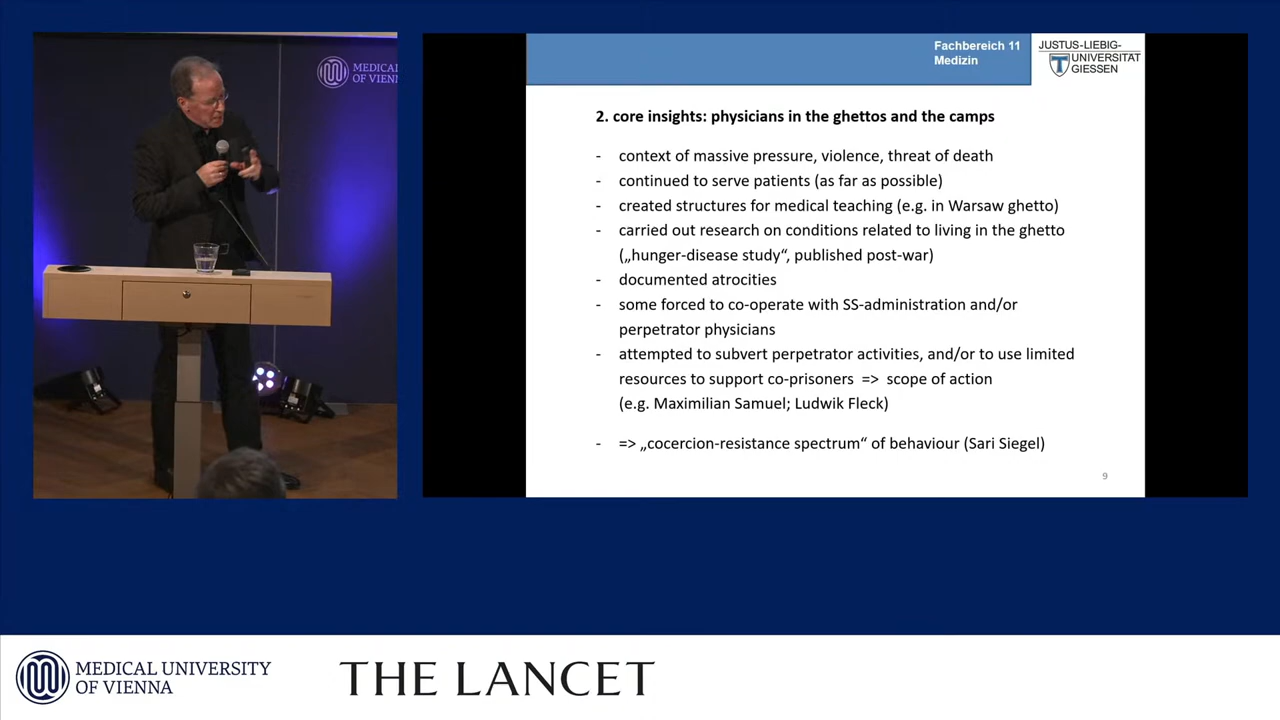 MEDICAL
OF VIENN
Fachbereich 11
Medizin
JUSTUS-LIEBIG-
UNIVERSITÄT
GIESSEN
2. core insights: physicians in the ghettos and the camps
- context of massive pressure, violence, threat of death
- continued to serve patients (as far as possible)
- created structures for medical teaching (e.g. in Warsaw ghetto)
- carried out research on conditions related to living in the ghetto
(„hunger-disease study“, published post-war)
- documented atrocities
- some forced to co-operate with SS-administration and/or
perpetrator physicians
- attempted to subvert perpetrator activities, and/or to use limited
resources to support co-prisoners => scope of action
(e.g. Maximilian Samuel; Ludwik Fleck)
- => „cocercion-resistance spectrum“ of behaviour (Sari Siegel)
9
MEDICAL UNIVERSITY
OF VIENNA
THE LANCET